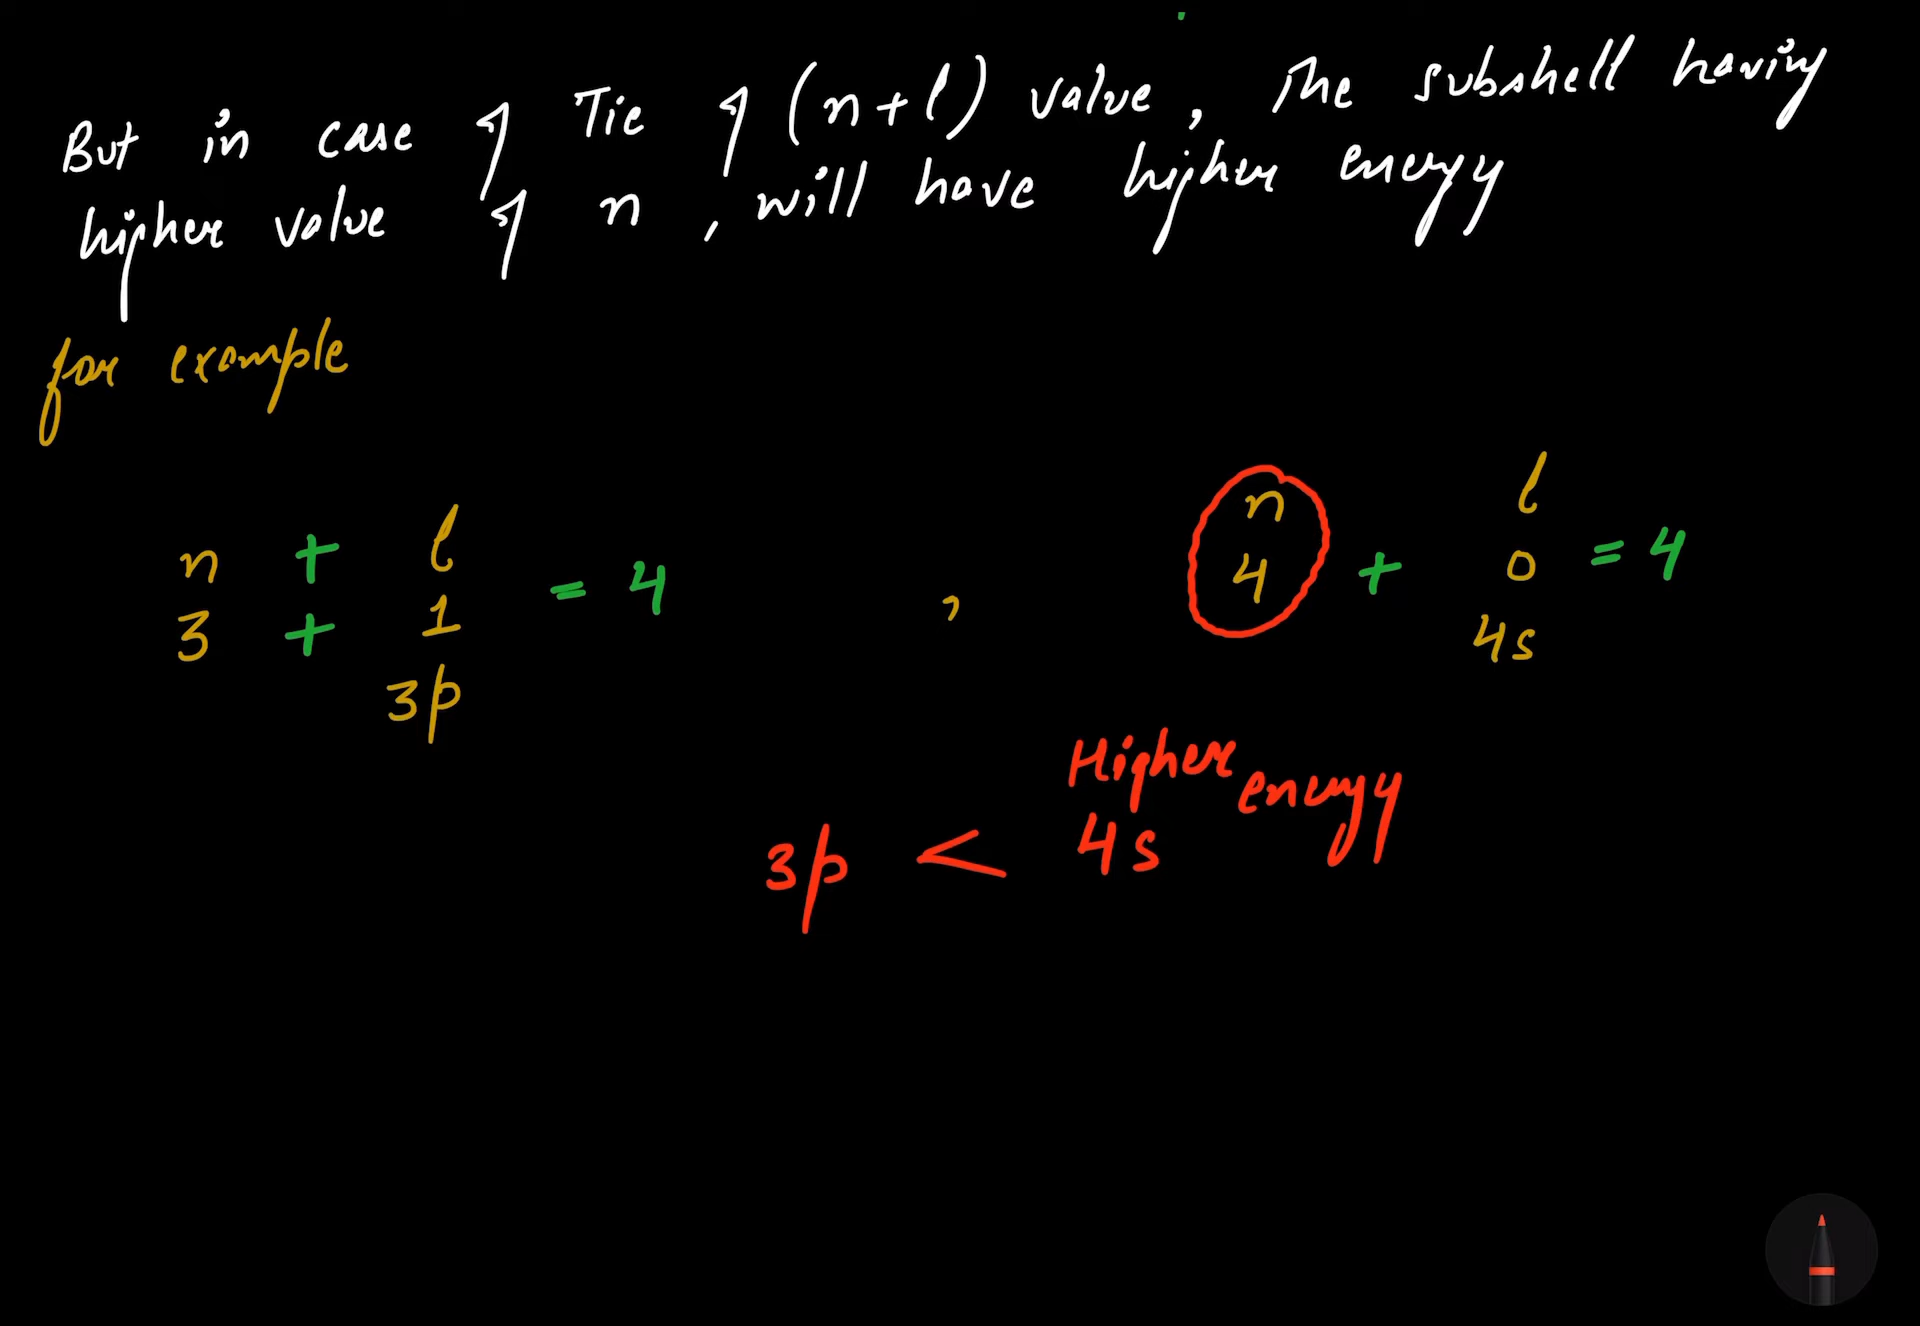 But in case of Tie of (n+l) value, The subshell having
higher value of n, will have higher energy
for example
n + l
3 + 1 = 4
3p
,
n l
4 + 0 = 4
4s
Higher energy
3p < 4s